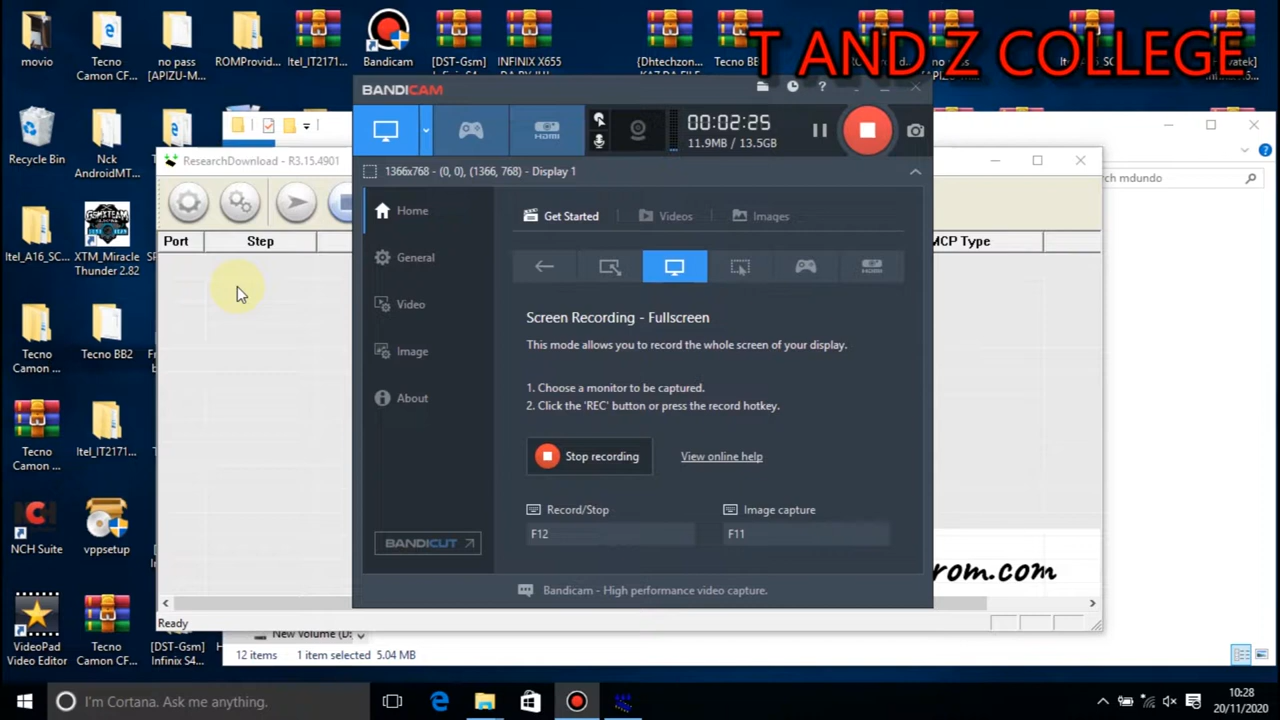 T AND Z COLLEGE
movio
Tecno
Camon CF...
no pass
[APIZU-M...
ROMProvid...
Itel_IT2171...
Bandicam
[DST-Gsm]
INFINIX X655
{Dhtechzon...
Tecno BB...
Recycle Bin
Nck
AndroidMT...
Itel_A16_SC...
XTM_Miracle
Thunder 2.82
Tecno
Camon ...
Tecno BB2
Tecno
Camon ...
Itel_IT2171...
NCH Suite
vppsetup
VideoPad
Video Editor
Tecno
Camon CF...
[DST-Gsm]
Infinix S4...
ResearchDownload - R3.15.4901
Port
Step
MCP Type
Ready
rch mdundo
rom.com
New Volume (D:
12 items
1 item selected 5.04 MB
BANDICAM
00:02:25
11.9MB / 13.5GB
HDMI
1366x768 - (0, 0), (1366, 768) - Display 1
Home
General
Video
Image
About
BANDICUT
Get Started
Videos
Images
HDMI
Screen Recording - Fullscreen
This mode allows you to record the whole screen of your display.
1. Choose a monitor to be captured.
2. Click the 'REC' button or press the record hotkey.
Stop recording
View online help
Record/Stop
Image capture
F12
F11
Bandicam - High performance video capture.
I'm Cortana. Ask me anything.
10:28
20/11/2020